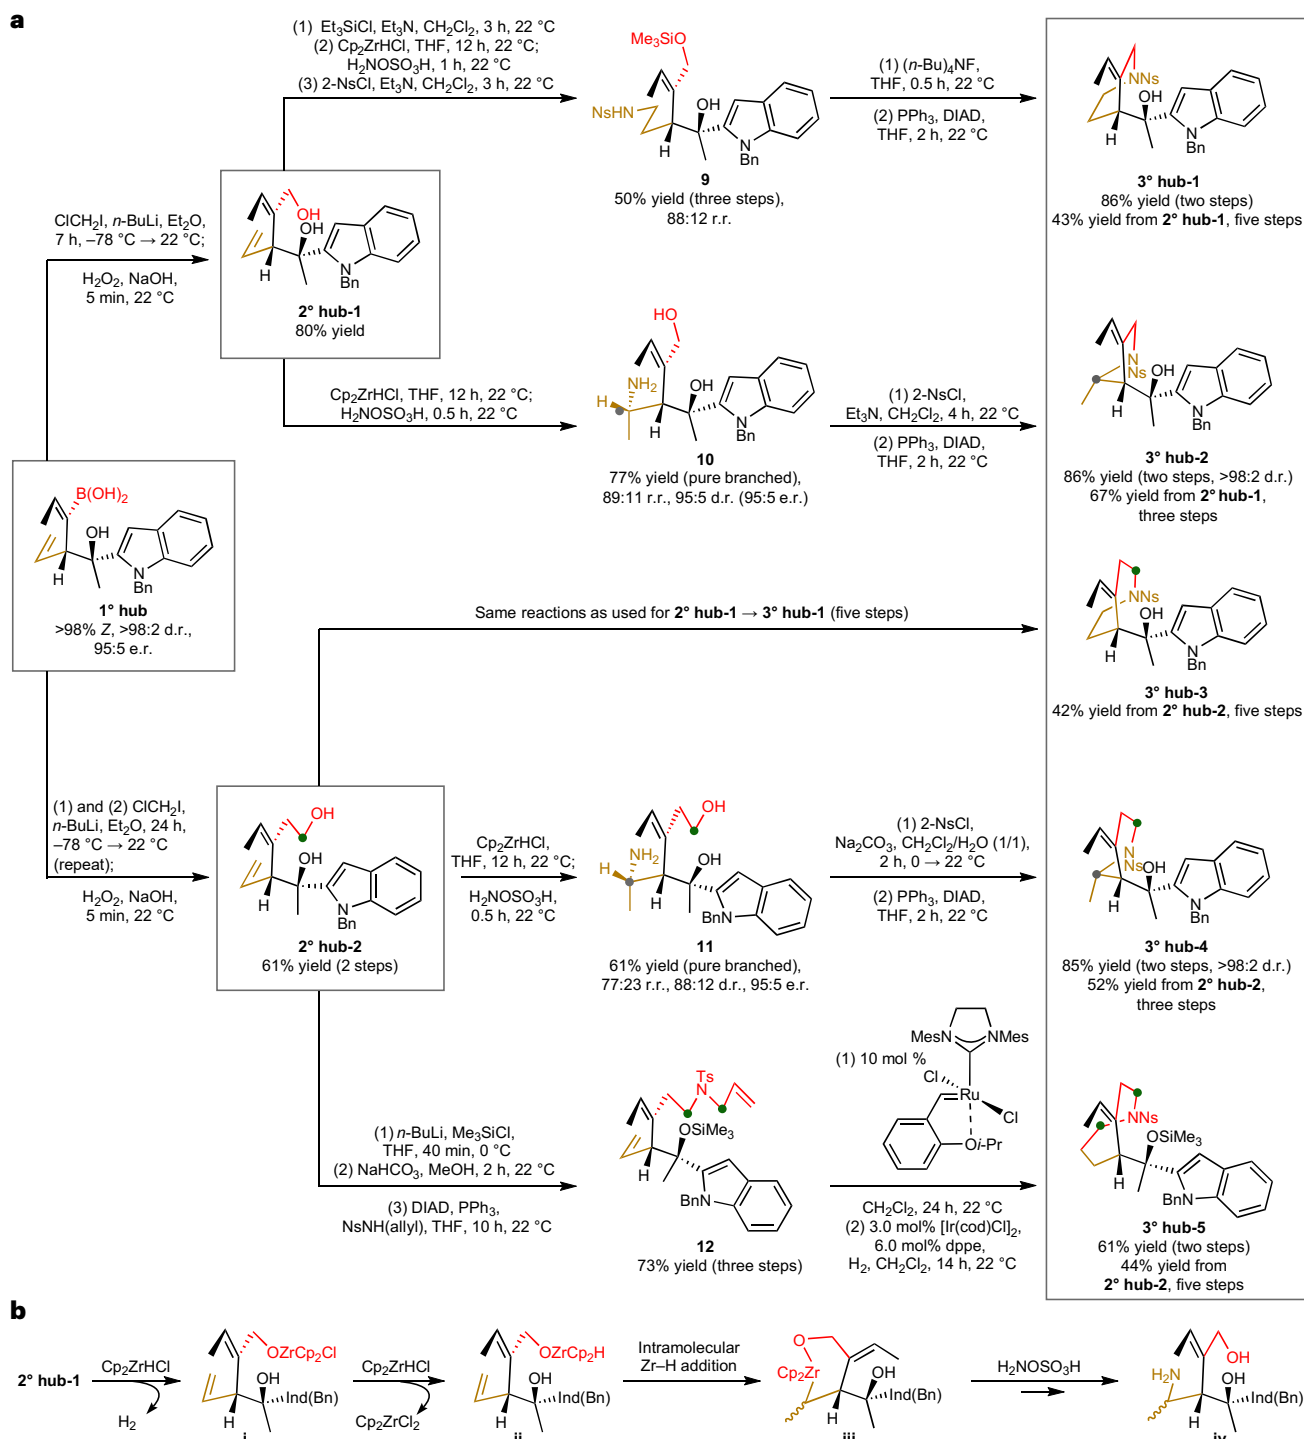 a
(1) Et3SiCl, Et3N, CH2Cl2, 3 h, 22 °C
(2) Cp2ZrHCl, THF, 12 h, 22 °C;
H2NOSO3H, 1 h, 22 °C
(3) 2-NsCl, Et3N, CH2Cl2, 3 h, 22 °C
Me3SiO
OH
NsHN
H
N
Bn
9
50% yield (three steps),
88:12 r.r.
(1) (n-Bu)4NF,
THF, 0.5 h, 22 °C
(2) PPh3, DIAD,
THF, 2 h, 22 °C
NNs
OH
H
N
Bn
3° hub-1
86% yield (two steps)
43% yield from 2° hub-1, five steps
ClCH2I, n-BuLi, Et2O,
7 h, –78 °C → 22 °C;
H2O2, NaOH,
5 min, 22 °C
OH
OH
H
N
Bn
2° hub-1
80% yield
Cp2ZrHCl, THF, 12 h, 22 °C;
H2NOSO3H, 0.5 h, 22 °C
HO
NH2
OH
H
H
N
Bn
10
77% yield (pure branched),
89:11 r.r., 95:5 d.r. (95:5 e.r.)
(1) 2-NsCl,
Et3N, CH2Cl2, 4 h, 22 °C
(2) PPh3, DIAD,
THF, 2 h, 22 °C
N
Ns
OH
H
N
Bn
3° hub-2
86% yield (two steps, >98:2 d.r.)
67% yield from 2° hub-1,
three steps
B(OH)2
OH
H
N
Bn
1° hub
>98% Z, >98:2 d.r.,
95:5 e.r.
Same reactions as used for 2° hub-1 → 3° hub-1 (five steps)
NNs
OH
H
N
Bn
3° hub-3
42% yield from 2° hub-2, five steps
(1) and (2) ClCH2I,
n-BuLi, Et2O, 24 h,
–78 °C → 22 °C
(repeat);
H2O2, NaOH,
5 min, 22 °C
OH
OH
H
N
Bn
2° hub-2
61% yield (2 steps)
Cp2ZrHCl,
THF, 12 h, 22 °C;
H2NOSO3H,
0.5 h, 22 °C
OH
NH2
OH
H
H
BnN
11
61% yield (pure branched),
77:23 r.r., 88:12 d.r., 95:5 e.r.
(1) 2-NsCl,
Na2CO3, CH2Cl2/H2O (1/1),
2 h, 0 → 22 °C
(2) PPh3, DIAD,
THF, 2 h, 22 °C
N
Ns
OH
H
N
Bn
3° hub-4
85% yield (two steps, >98:2 d.r.)
52% yield from 2° hub-2,
three steps
(1) n-BuLi, Me3SiCl,
THF, 40 min, 0 °C
(2) NaHCO3, MeOH, 2 h, 22 °C
(3) DIAD, PPh3,
NsNH(allyl), THF, 10 h, 22 °C
Ts
N
OSiMe3
H
BnN
12
73% yield (three steps)
(1) 10 mol %
MesN
NMes
Cl
Ru
Cl
Oi-Pr
CH2Cl2, 24 h, 22 °C
(2) 3.0 mol% [Ir(cod)Cl]2,
6.0 mol% dppe,
H2, CH2Cl2, 14 h, 22 °C
NNs
OSiMe3
H
BnN
3° hub-5
61% yield (two steps)
44% yield from
2° hub-2, five steps
b
2° hub-1
Cp2ZrHCl
H2
OZrCp2Cl
OH
Ind(Bn)
H
i
Cp2ZrHCl
Cp2ZrCl2
OZrCp2H
OH
Ind(Bn)
H
ii
Intramolecular
Zr–H addition
O
Cp2Zr
OH
Ind(Bn)
H
iii
H2NOSO3H
OH
H2N
OH
Ind(Bn)
H
iv